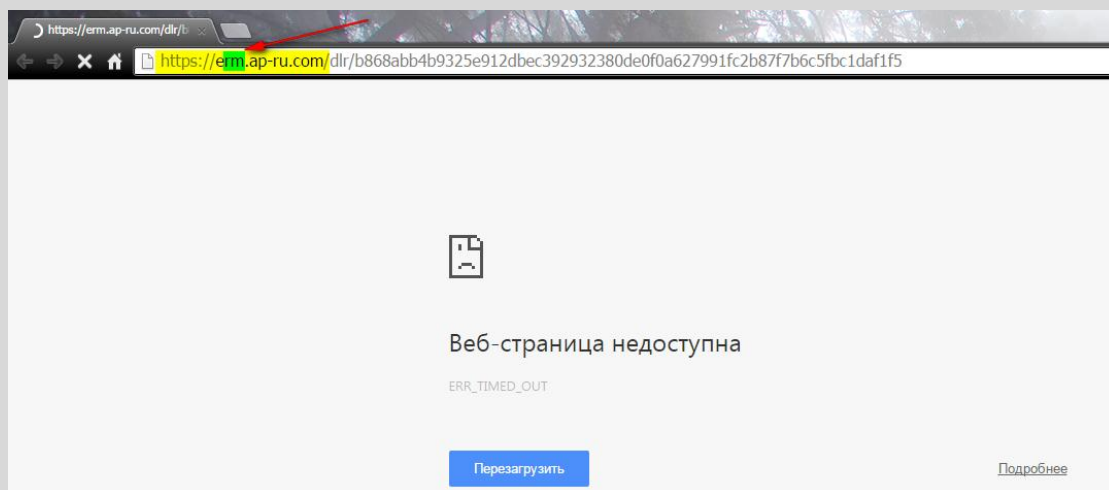 https://erm.ap-ru.com/dlr/b
https://erm.ap-ru.com/dlr/b868abb4b9325e912dbec392932380de0f0a627991fc2b87f7b6c5fbc1daf1f5
Веб-страница недоступна
ERR_TIMED_OUT
Перезагрузить
Подробнее